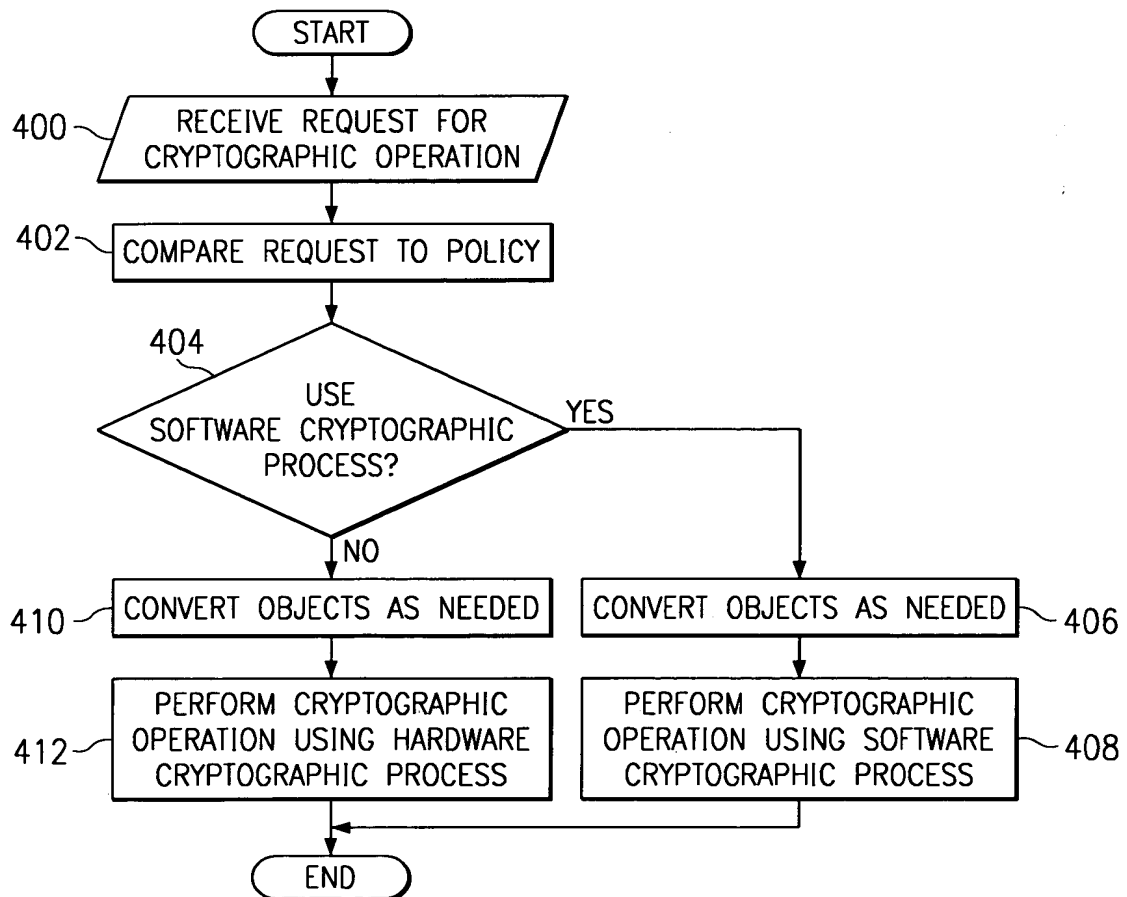 START
400
RECEIVE REQUEST FOR
CRYPTOGRAPHIC OPERATION
402
COMPARE REQUEST TO POLICY
404
USE
SOFTWARE CRYPTOGRAPHIC
PROCESS?
YES
NO
410
CONVERT OBJECTS AS NEEDED
CONVERT OBJECTS AS NEEDED
406
412
PERFORM CRYPTOGRAPHIC
OPERATION USING HARDWARE
CRYPTOGRAPHIC PROCESS
PERFORM CRYPTOGRAPHIC
OPERATION USING SOFTWARE
CRYPTOGRAPHIC PROCESS
408
END